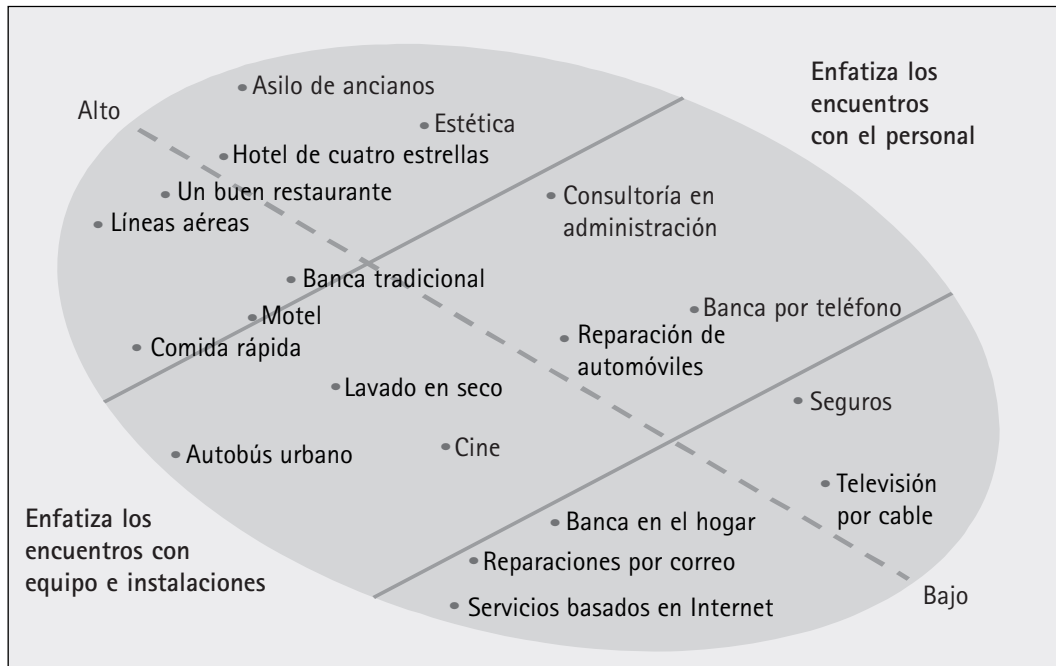 Enfatiza los
encuentros
con el personal
Asilo de ancianos
Alto
Estética
Hotel de cuatro estrellas
Un buen restaurante
Consultoría en
administración
Líneas aéreas
Banca tradicional
Banca por teléfono
Motel
Reparación de
automóviles
Comida rápida
Lavado en seco
Seguros
Autobús urbano
Cine
Televisión
por cable
Enfatiza los
encuentros con
equipo e instalaciones
Banca en el hogar
Reparaciones por correo
Bajo
Servicios basados en Internet